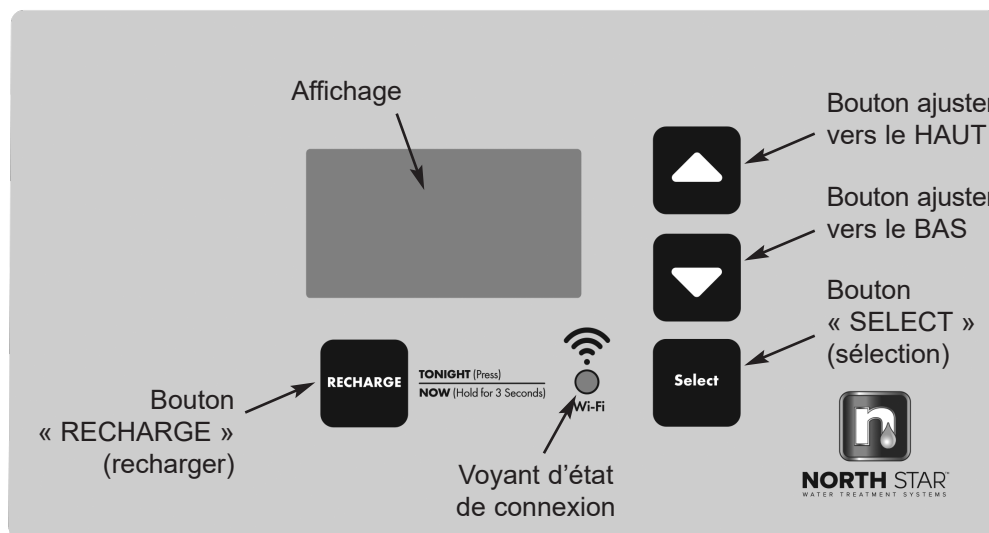 Affichage
Bouton ajuster
vers le HAUT
Bouton ajuster
vers le BAS
Bouton
« SELECT »
(sélection)
Select
RECHARGE
TONIGHT (Press)
NOW (Hold for 3 Seconds)
Wi-Fi
Bouton
« RECHARGE »
(recharger)
Voyant d’état
de connexion
n
NORTH STAR™
WATER TREATMENT SYSTEMS